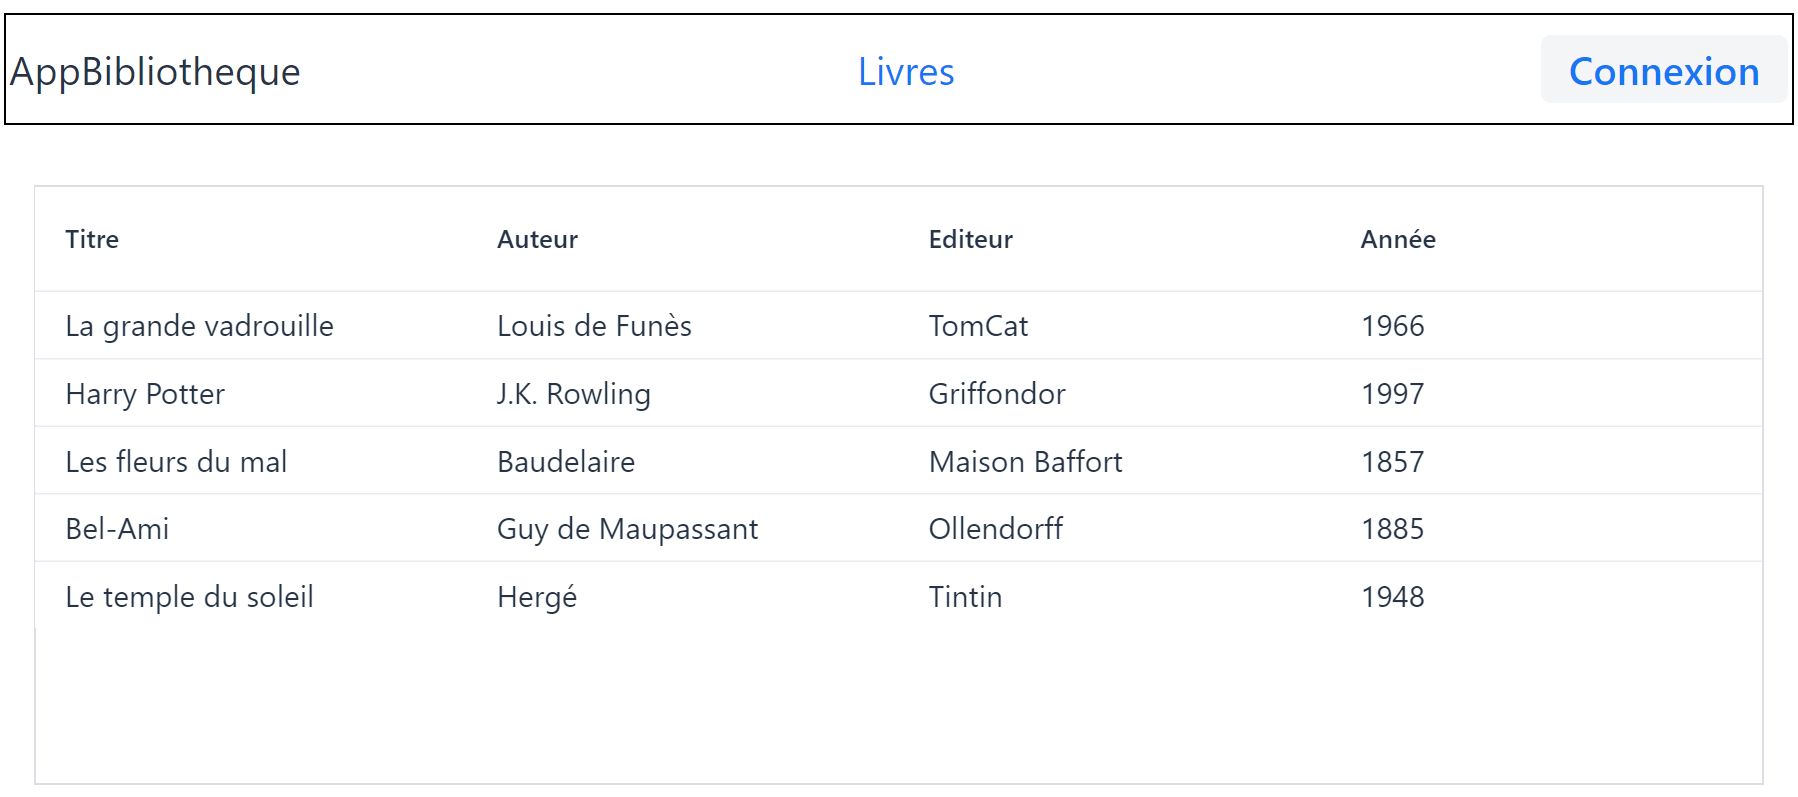 AppBibliotheque Livres Connexion
Titre Auteur Editeur Année
La grande vadrouille Louis de Funès TomCat 1966
Harry Potter J.K. Rowling Griffondor 1997
Les fleurs du mal Baudelaire Maison Baffort 1857
Bel-Ami Guy de Maupassant Ollendorff 1885
Le temple du soleil Hergé Tintin 1948